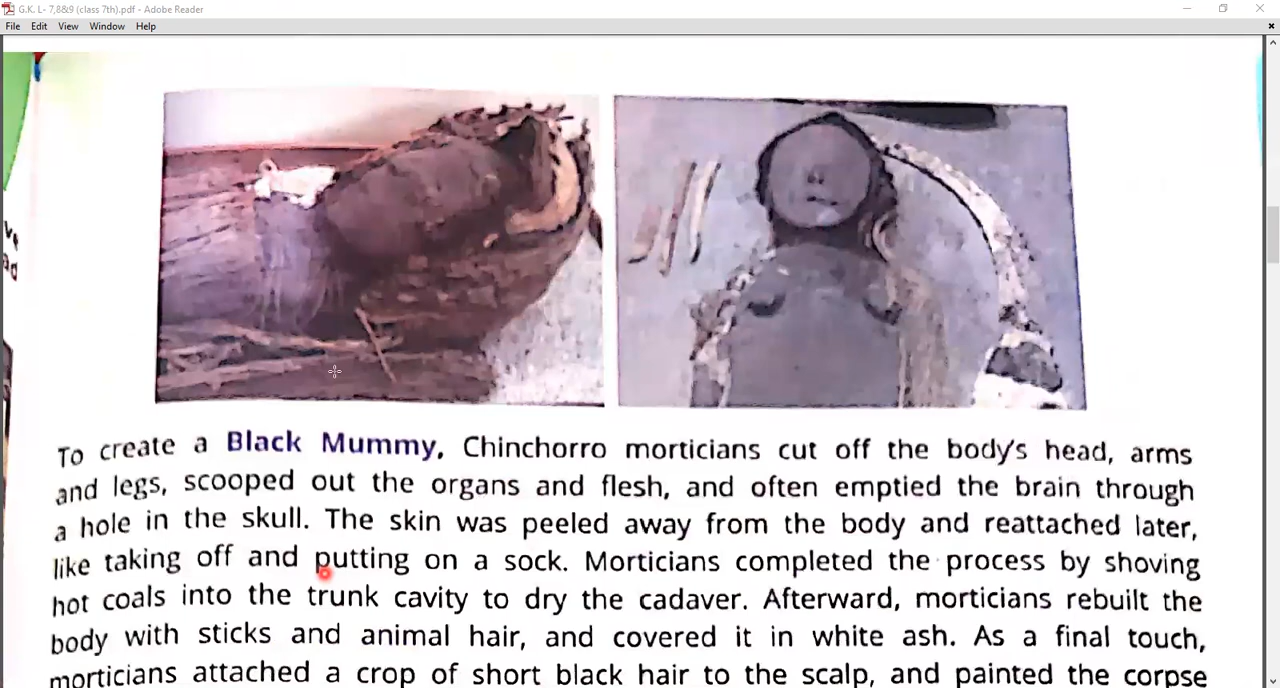 G.K. L- 7,8&9 (class 7th).pdf - Adobe Reader
File Edit View Window Help
To create a Black Mummy, Chinchorro morticians cut off the body's head, arms
and legs, scooped out the organs and flesh, and often emptied the brain through
a hole in the skull. The skin was peeled away from the body and reattached later,
like taking off and putting on a sock. Morticians completed the process by shoving
hot coals into the trunk cavity to dry the cadaver. Afterward, morticians rebuilt the
body with sticks and animal hair, and covered it in white ash. As a final touch,
morticians attached a crop of short black hair to the scalp, and painted the corpse